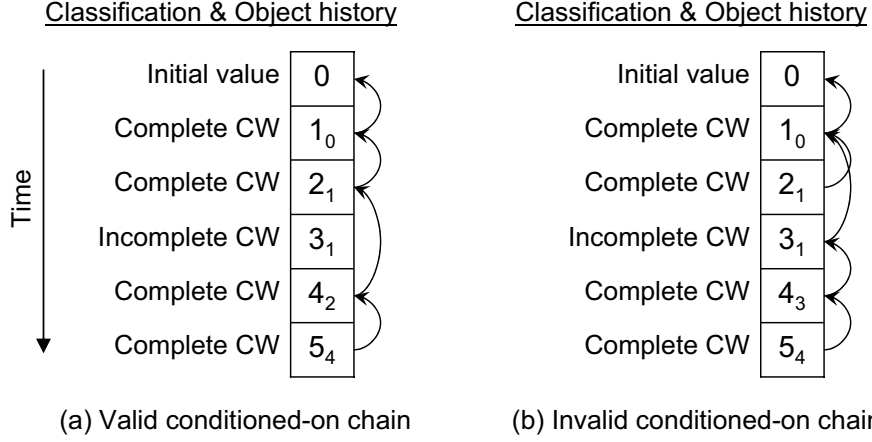 Classification & Object history
Initial value 0
Complete CW 1₀
Complete CW 2₁
Incomplete CW 3₁
Complete CW 4₂
Complete CW 5₄
Time
(a) Valid conditioned-on chain
Classification & Object history
Initial value 0
Complete CW 1₀
Complete CW 2₁
Incomplete CW 3₁
Complete CW 4₃
Complete CW 5₄
(b) Invalid conditioned-on chain